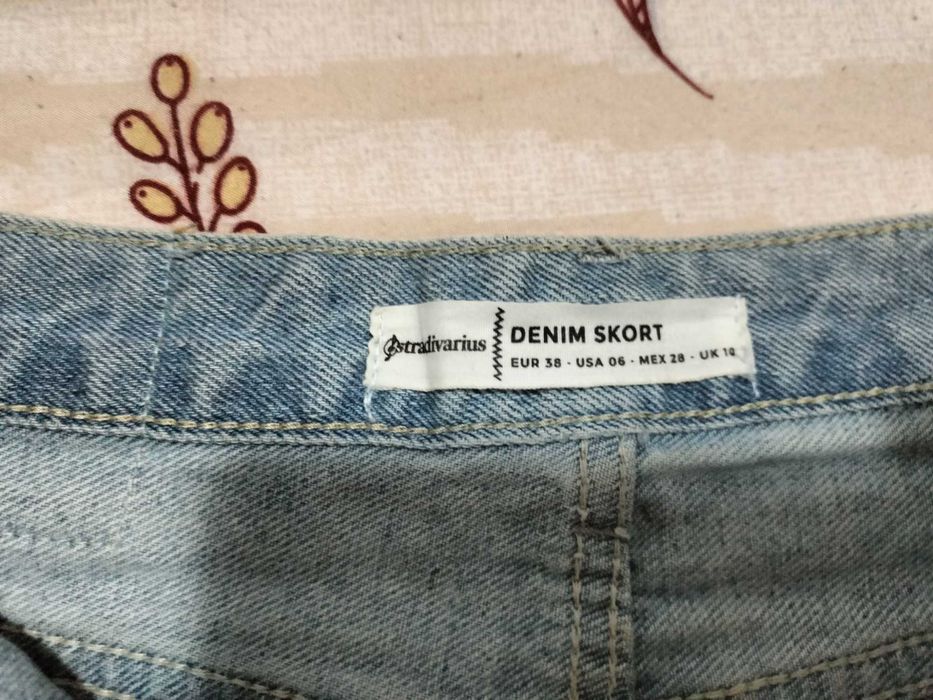 stradivarius
DENIM SKORT
EUR 38 - USA 06 - MEX 28 - UK 10